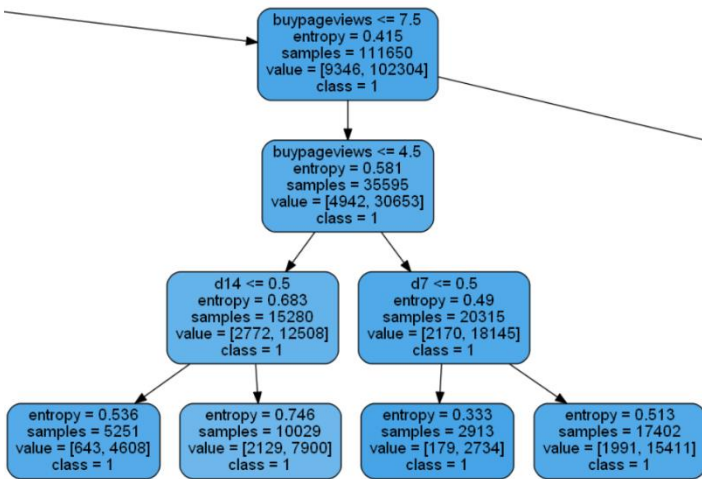 buypageviews <= 7.5
entropy = 0.415
samples = 111650
value = [9346, 102304]
class = 1
buypageviews <= 4.5
entropy = 0.581
samples = 35595
value = [4942, 30653]
class = 1
d14 <= 0.5
entropy = 0.683
samples = 15280
value = [2772, 12508]
class = 1
d7 <= 0.5
entropy = 0.49
samples = 20315
value = [2170, 18145]
class = 1
entropy = 0.536
samples = 5251
value = [643, 4608]
class = 1
entropy = 0.746
samples = 10029
value = [2129, 7900]
class = 1
entropy = 0.333
samples = 2913
value = [179, 2734]
class = 1
entropy = 0.513
samples = 17402
value = [1991, 15411]
class = 1